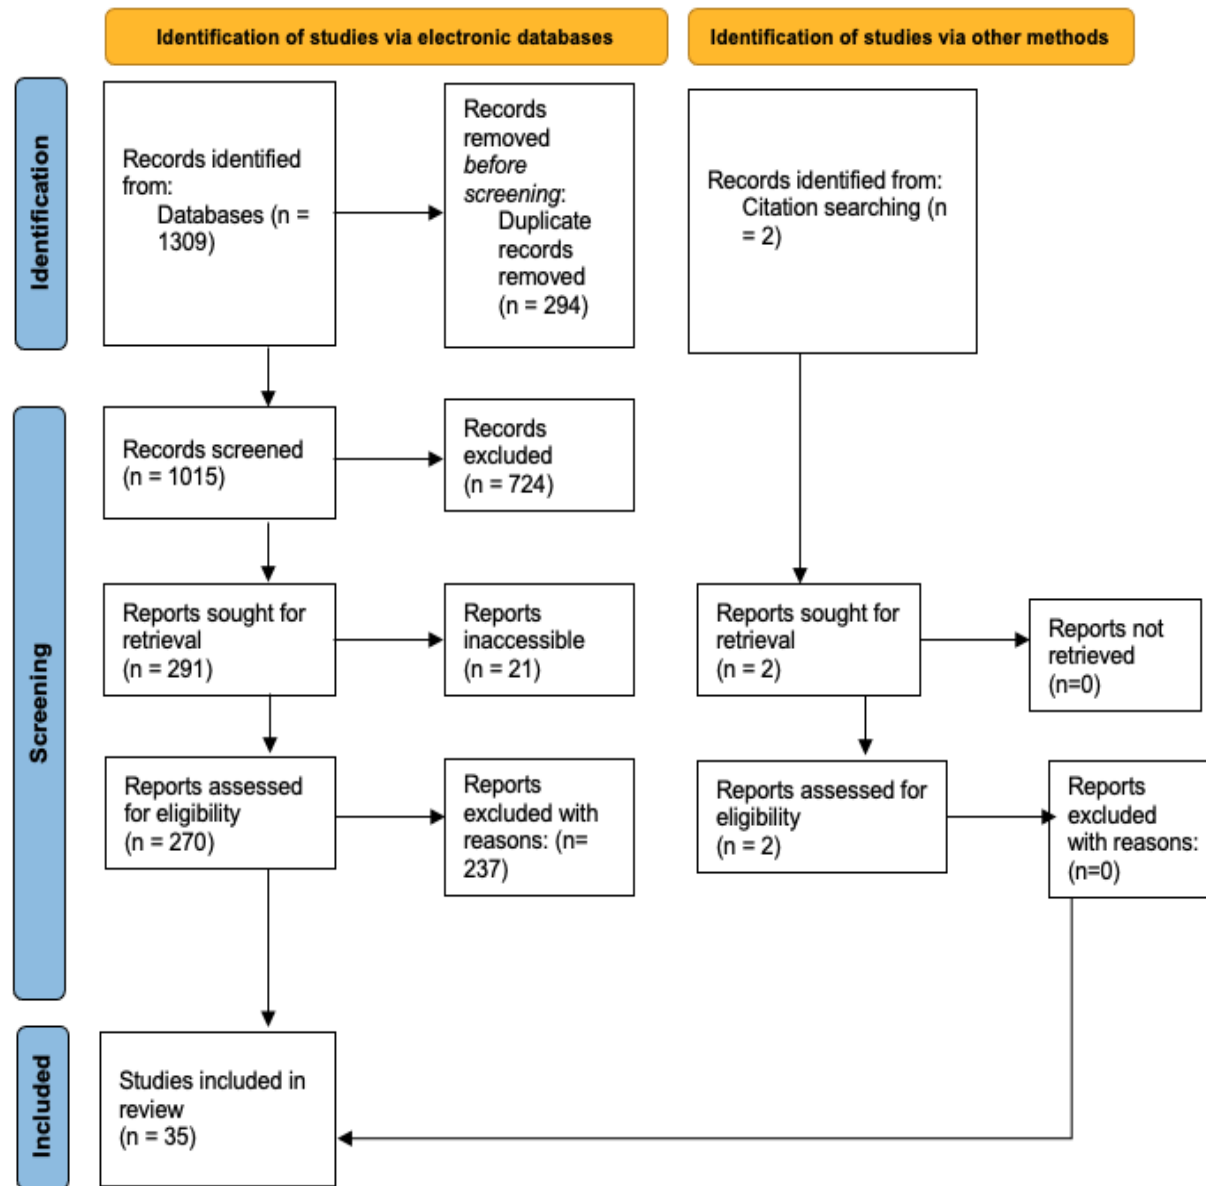 Identification of studies via electronic databases
Identification of studies via other methods
Identification
Records identified
from:
Databases (n =
1309)
Records
removed
before
screening:
Duplicate
records
removed
(n = 294)
Records identified from:
Citation searching (n
= 2)
Screening
Records screened
(n = 1015)
Records
excluded
(n = 724)
Reports sought for
retrieval
(n = 291)
Reports
inaccessible
(n = 21)
Reports sought for
retrieval
(n = 2)
Reports not
retrieved
(n=0)
Reports assessed
for eligibility
(n = 270)
Reports
excluded with
reasons: (n=
237)
Reports assessed for
eligibility
(n = 2)
Reports
excluded
with reasons:
(n=0)
Included
Studies included in
review
(n = 35)